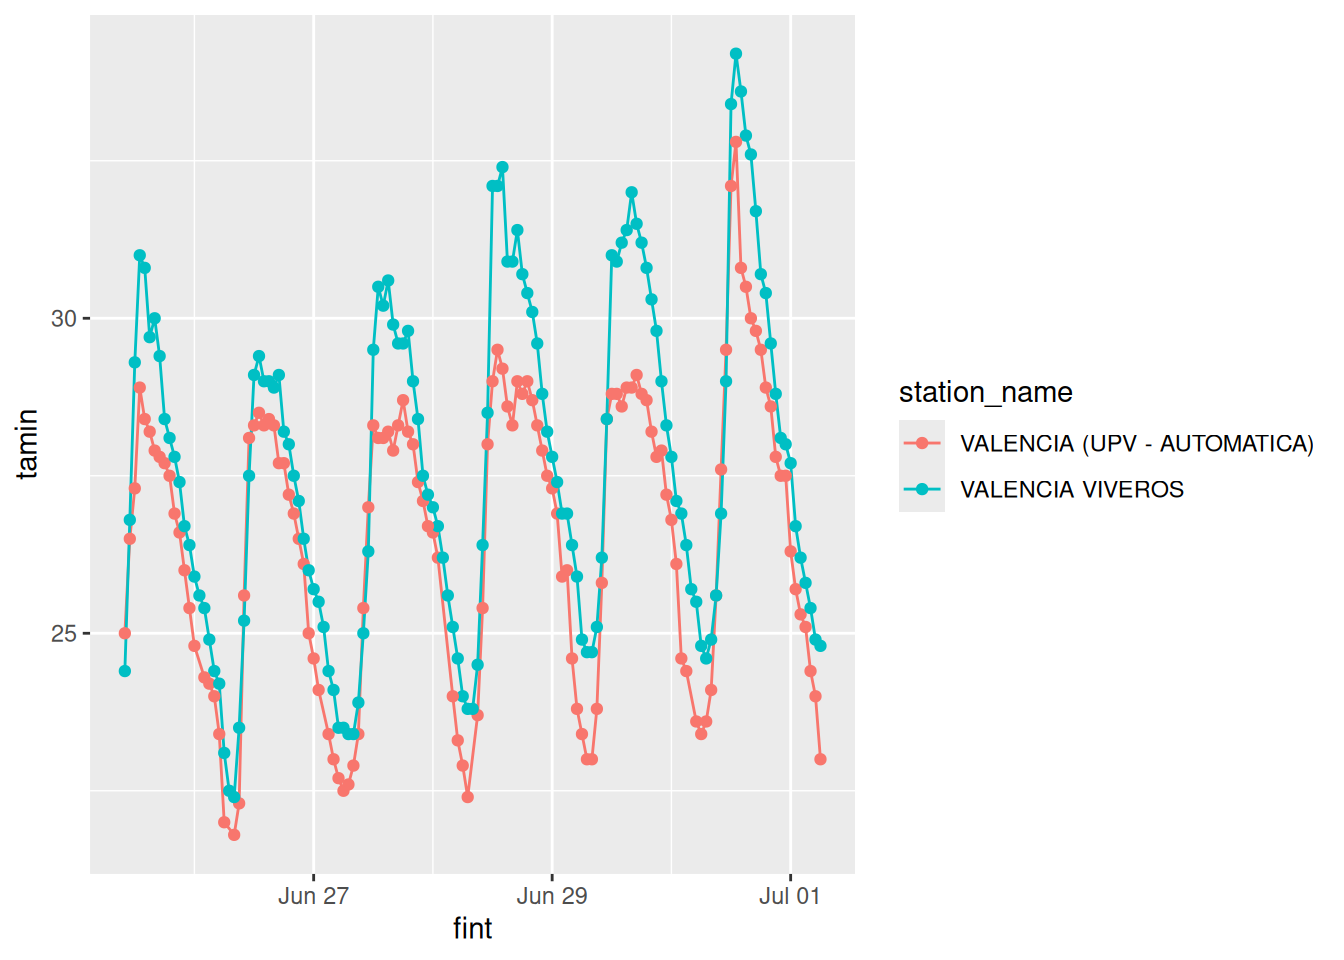 30
25
tamin
Jun 27
Jun 29
Jul 01
fint
station_name
VALENCIA (UPV - AUTOMATICA)
VALENCIA VIVEROS